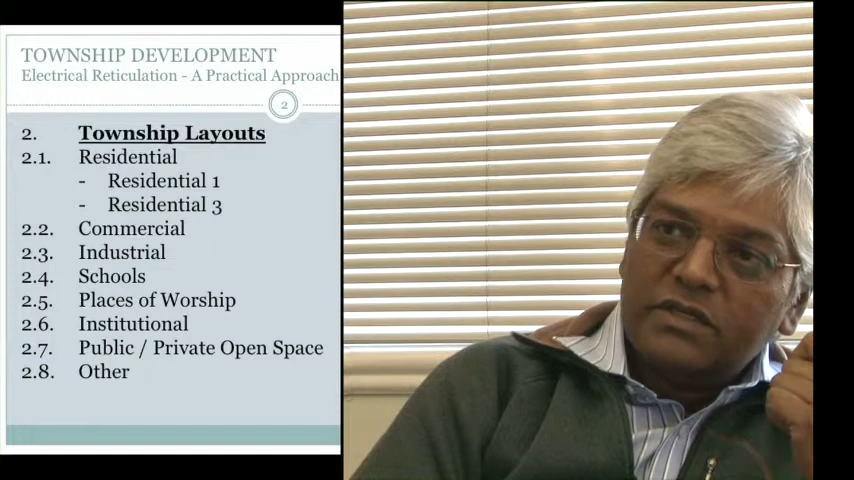 TOWNSHIP DEVELOPMENT
Electrical Reticulation - A Practical Approach
2
2. Township Layouts
2.1. Residential
- Residential 1
- Residential 3
2.2. Commercial
2.3. Industrial
2.4. Schools
2.5. Places of Worship
2.6. Institutional
2.7. Public / Private Open Space
2.8. Other